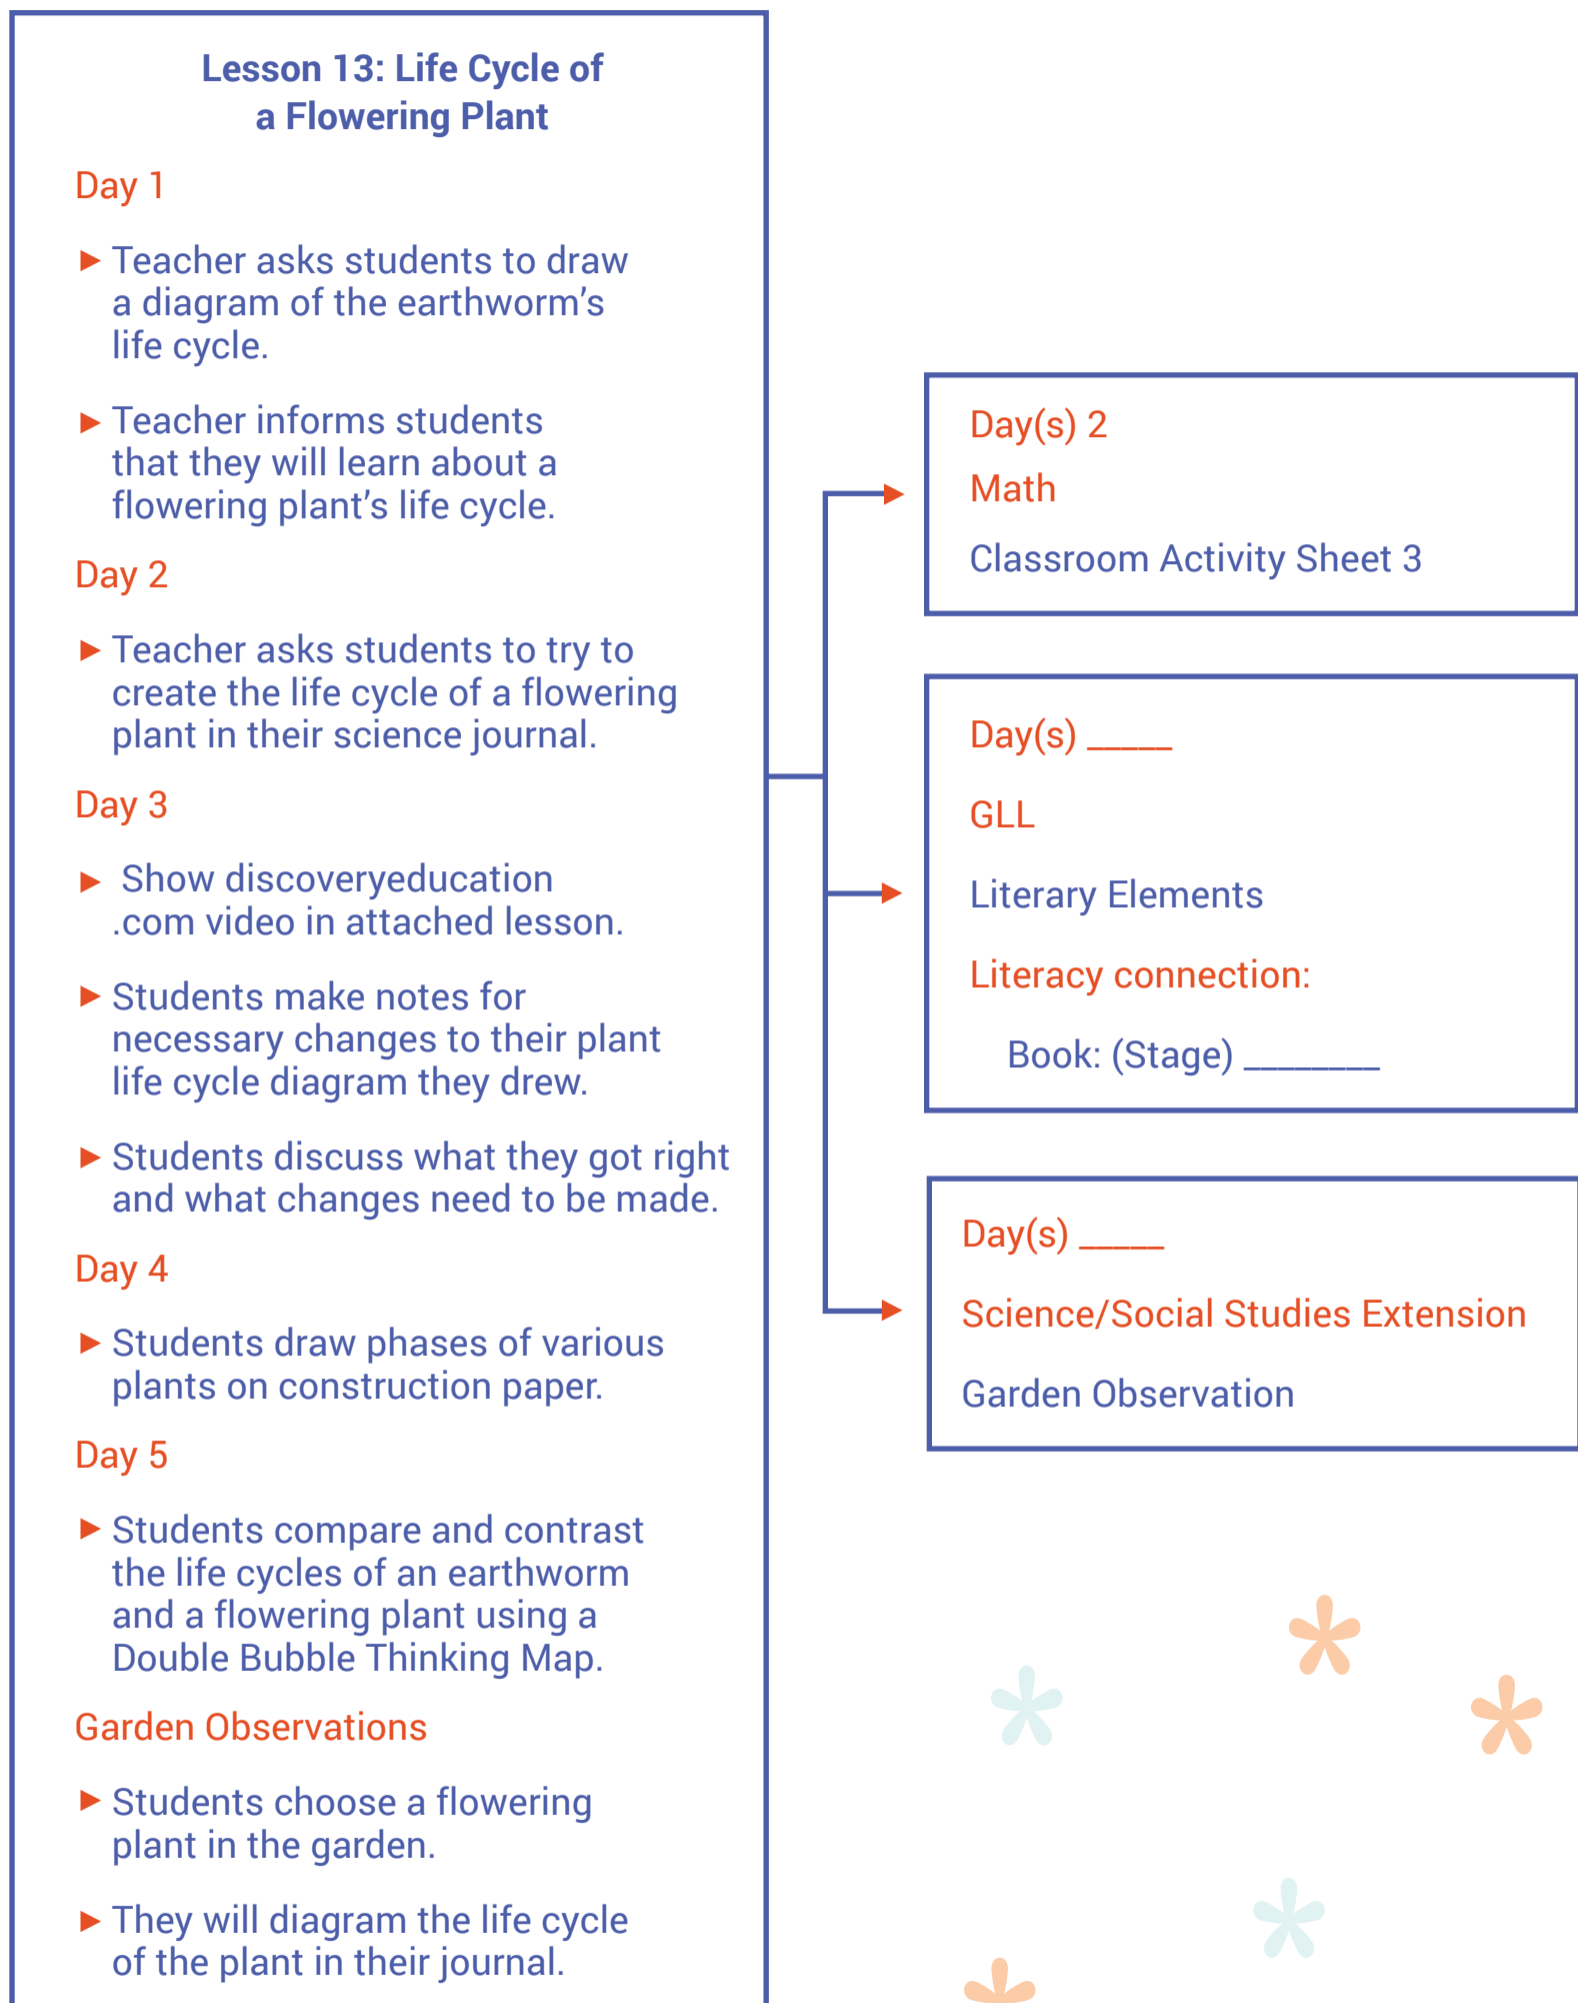 Lesson 13: Life Cycle of
a Flowering Plant
Day 1
► Teacher asks students to draw
a diagram of the earthworm’s
life cycle.
► Teacher informs students
that they will learn about a
flowering plant’s life cycle.
Day 2
► Teacher asks students to try to
create the life cycle of a flowering
plant in their science journal.
Day 3
► Show discoveryeducation
.com video in attached lesson.
► Students make notes for
necessary changes to their plant
life cycle diagram they drew.
► Students discuss what they got right
and what changes need to be made.
Day 4
► Students draw phases of various
plants on construction paper.
Day 5
► Students compare and contrast
the life cycles of an earthworm
and a flowering plant using a
Double Bubble Thinking Map.
Garden Observations
► Students choose a flowering
plant in the garden.
► They will diagram the life cycle
of the plant in their journal.
Day(s) 2
Math
Classroom Activity Sheet 3
Day(s) _____
GLL
Literary Elements
Literacy connection:
Book: (Stage) ________
Day(s) _____
Science/Social Studies Extension
Garden Observation